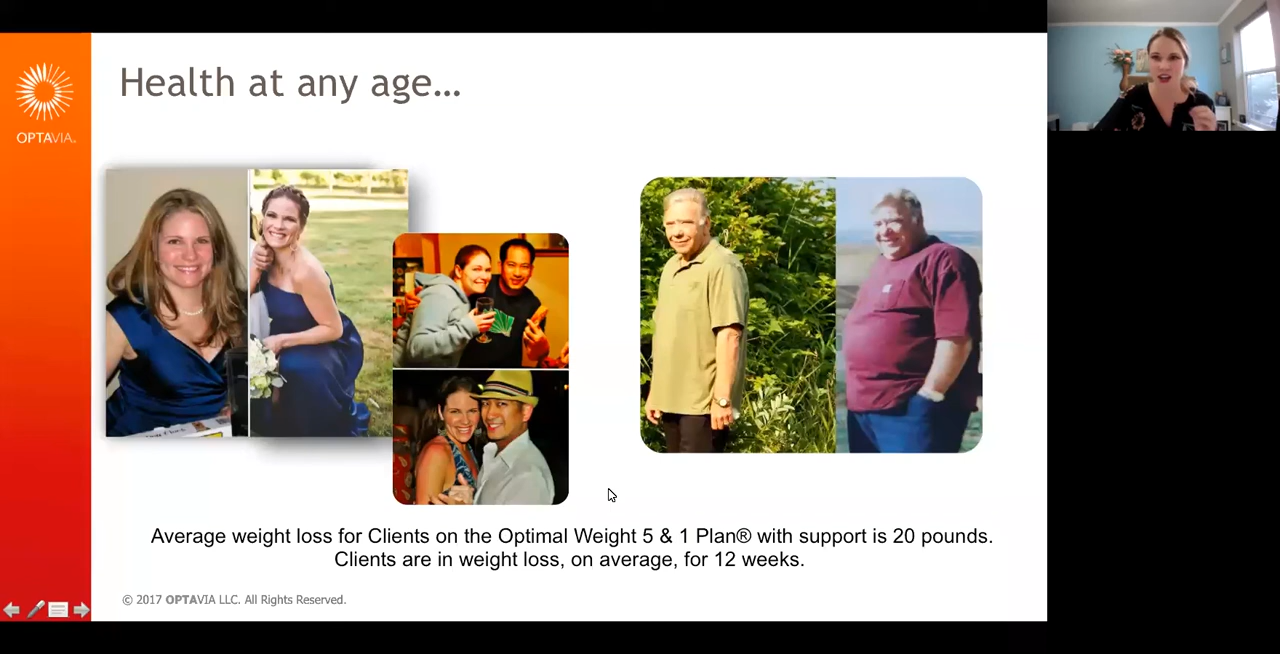 Health at any age…
OPTAVIA.
Average weight loss for Clients on the Optimal Weight 5 & 1 Plan® with support is 20 pounds.
Clients are in weight loss, on average, for 12 weeks.
© 2017 OPTAVIA LLC. All Rights Reserved.